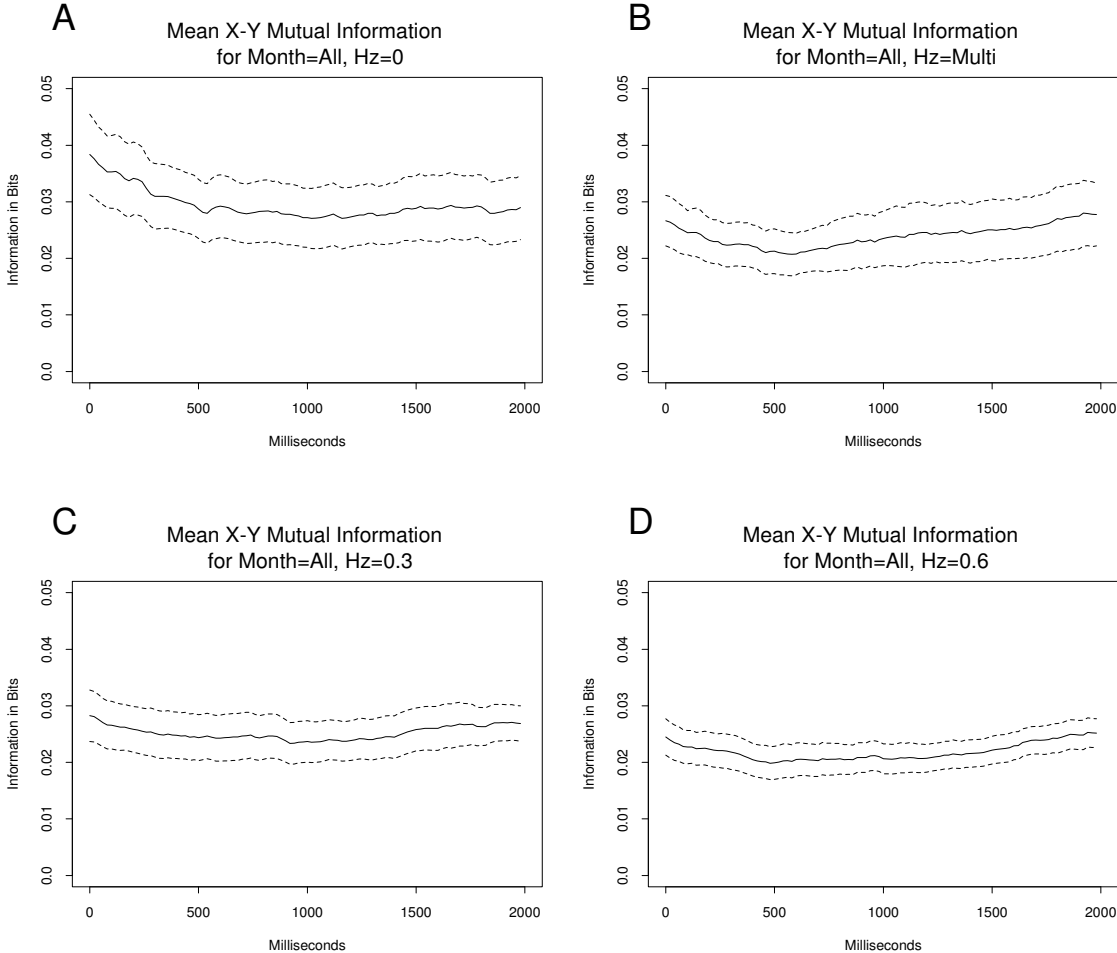 A
Mean X-Y Mutual Information
for Month=All, Hz=0
Information in Bits
0.05
0.04
0.03
0.02
0.01
0.0
0 500 1000 1500 2000
Milliseconds
B
Mean X-Y Mutual Information
for Month=All, Hz=Multi
Information in Bits
0.05
0.04
0.03
0.02
0.01
0.0
0 500 1000 1500 2000
Milliseconds
C
Mean X-Y Mutual Information
for Month=All, Hz=0.3
Information in Bits
0.05
0.04
0.03
0.02
0.01
0.0
0 500 1000 1500 2000
Milliseconds
D
Mean X-Y Mutual Information
for Month=All, Hz=0.6
Information in Bits
0.05
0.04
0.03
0.02
0.01
0.0
0 500 1000 1500 2000
Milliseconds